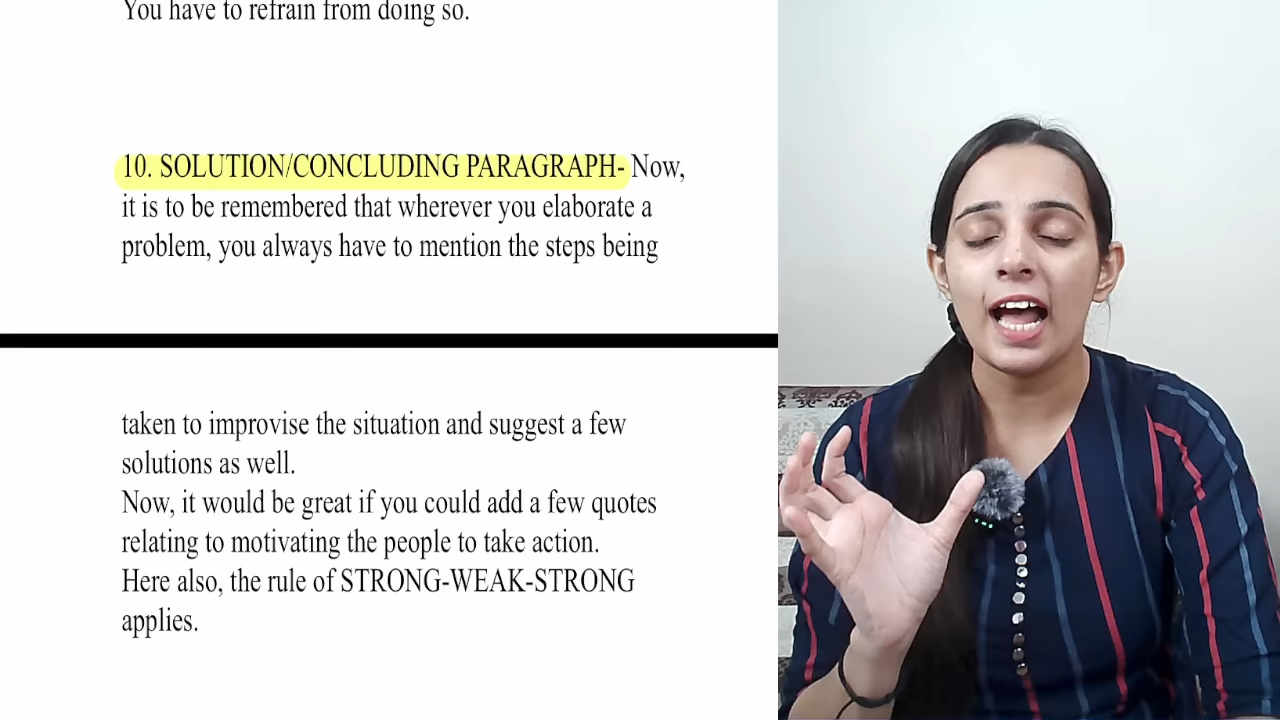 You have to refrain from doing so.
10. SOLUTION/CONCLUDING PARAGRAPH- Now,
it is to be remembered that wherever you elaborate a
problem, you always have to mention the steps being
taken to improvise the situation and suggest a few
solutions as well.
Now, it would be great if you could add a few quotes
relating to motivating the people to take action.
Here also, the rule of STRONG-WEAK-STRONG
applies.